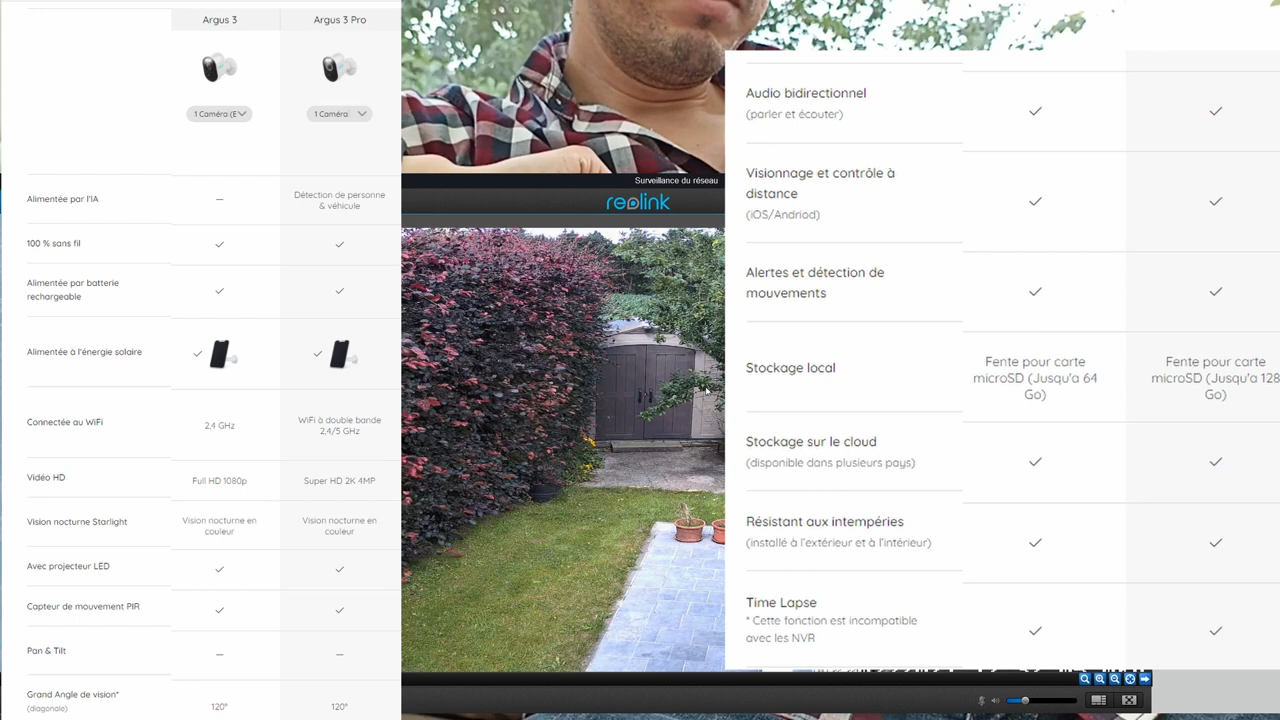 Argus 3
Argus 3 Pro
1 Caméra (E
1 Caméra
Alimentée par l'IA
—
Détection de personne
& véhicule
100 % sans fil
Alimentée par batterie
rechargeable
Alimentée à l'énergie solaire
Connectée au WiFi
2,4 GHz
WiFi à double bande
2,4/5 GHz
Vidéo HD
Full HD 1080p
Super HD 2K 4MP
Vision nocturne Starlight
Vision nocturne en
couleur
Vision nocturne en
couleur
Avec projecteur LED
Capteur de mouvement PIR
Pan & Tilt
—
—
Grand Angle de vision*
(diagonale)
120°
120°
Surveillance du réseau
reolink
Audio bidirectionnel
(parler et écouter)
Visionnage et contrôle à
distance
(iOS/Andriod)
Alertes et détection de
mouvements
Stockage local
Fente pour carte
microSD (Jusqu'a 64
Go)
Fente pour carte
microSD (Jusqu'a 128
Go)
Stockage sur le cloud
(disponible dans plusieurs pays)
Résistant aux intempéries
(installé à l'extérieur et à l'intérieur)
Time Lapse
* Cette fonction est incompatible
avec les NVR